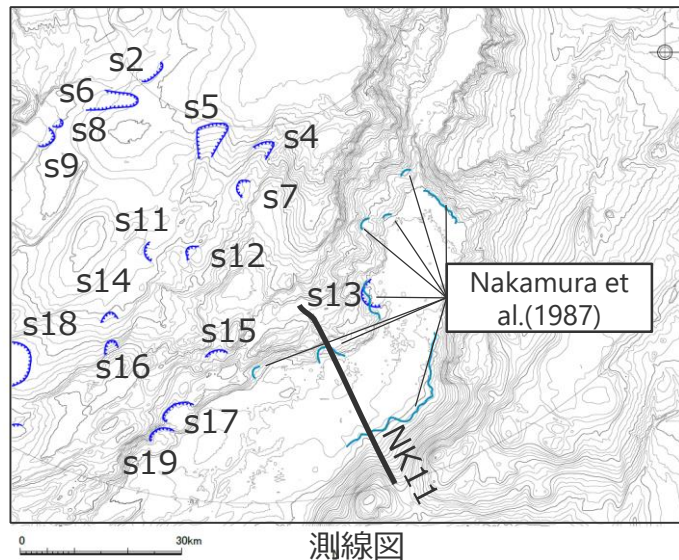 s2
s6
s5
s8
s4
s9
s7
s11
s12
s14
s13
Nakamura et
al.(1987)
s18
s15
s16
s17
s19
NK11
0
30km
測線図